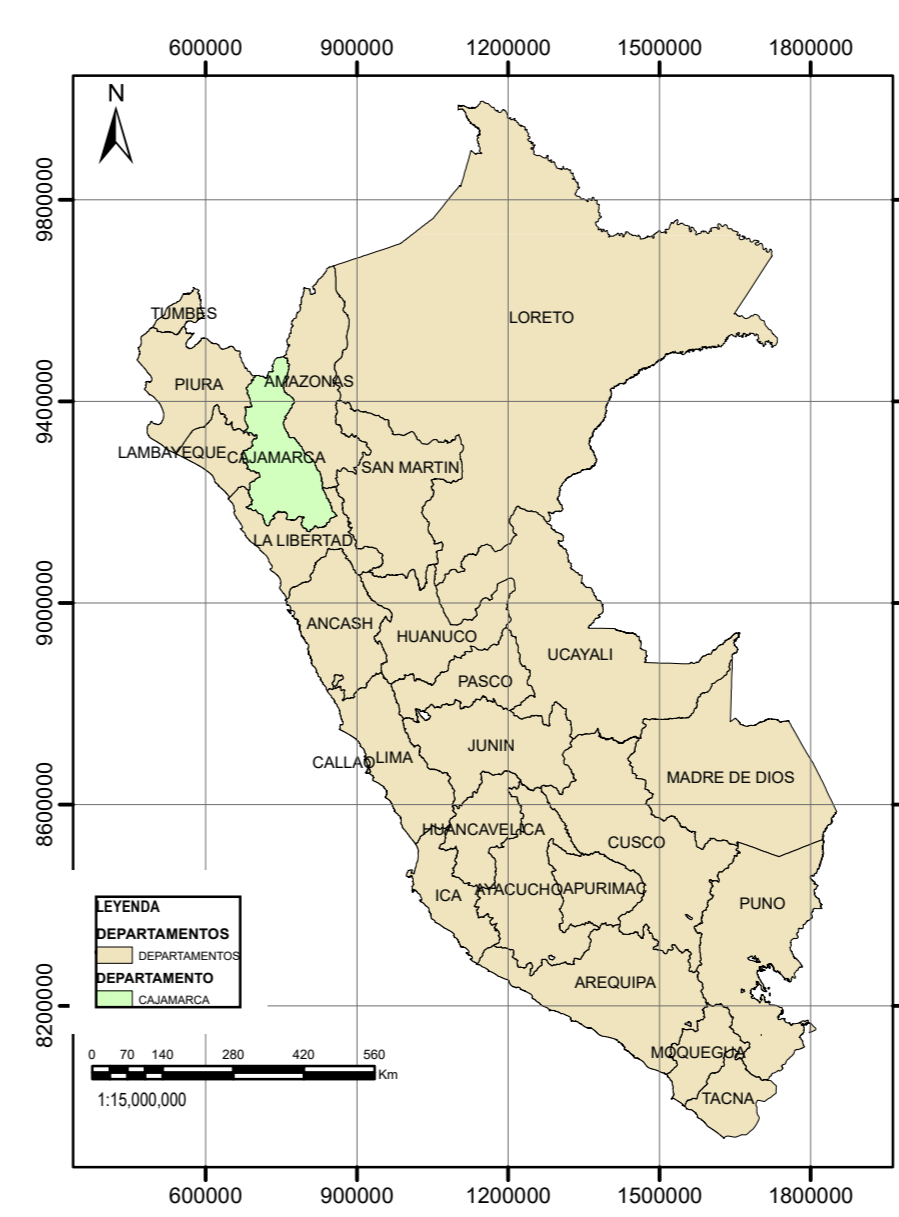 600000 900000 1200000 1500000 1800000
N
9800000
LORETO
TUMBES
AMAZONAS
PIURA
9400000
LAMBAYEQUE
CAJAMARCA
SAN MARTIN
LA LIBERTAD
9000000
ANCASH
HUANUCO
UCAYALI
PASCO
JUNIN
CALLAO
LIMA
MADRE DE DIOS
8600000
HUANCAVELICA
CUSCO
ICA
AYACUCHO
APURIMAC
PUNO
LEYENDA
DEPARTAMENTOS
DEPARTAMENTOS
DEPARTAMENTO
CAJAMARCA
AREQUIPA
8200000
MOQUEGUA
TACNA
0 70 140 280 420 560
Km
1:15,000,000
600000 900000 1200000 1500000 1800000